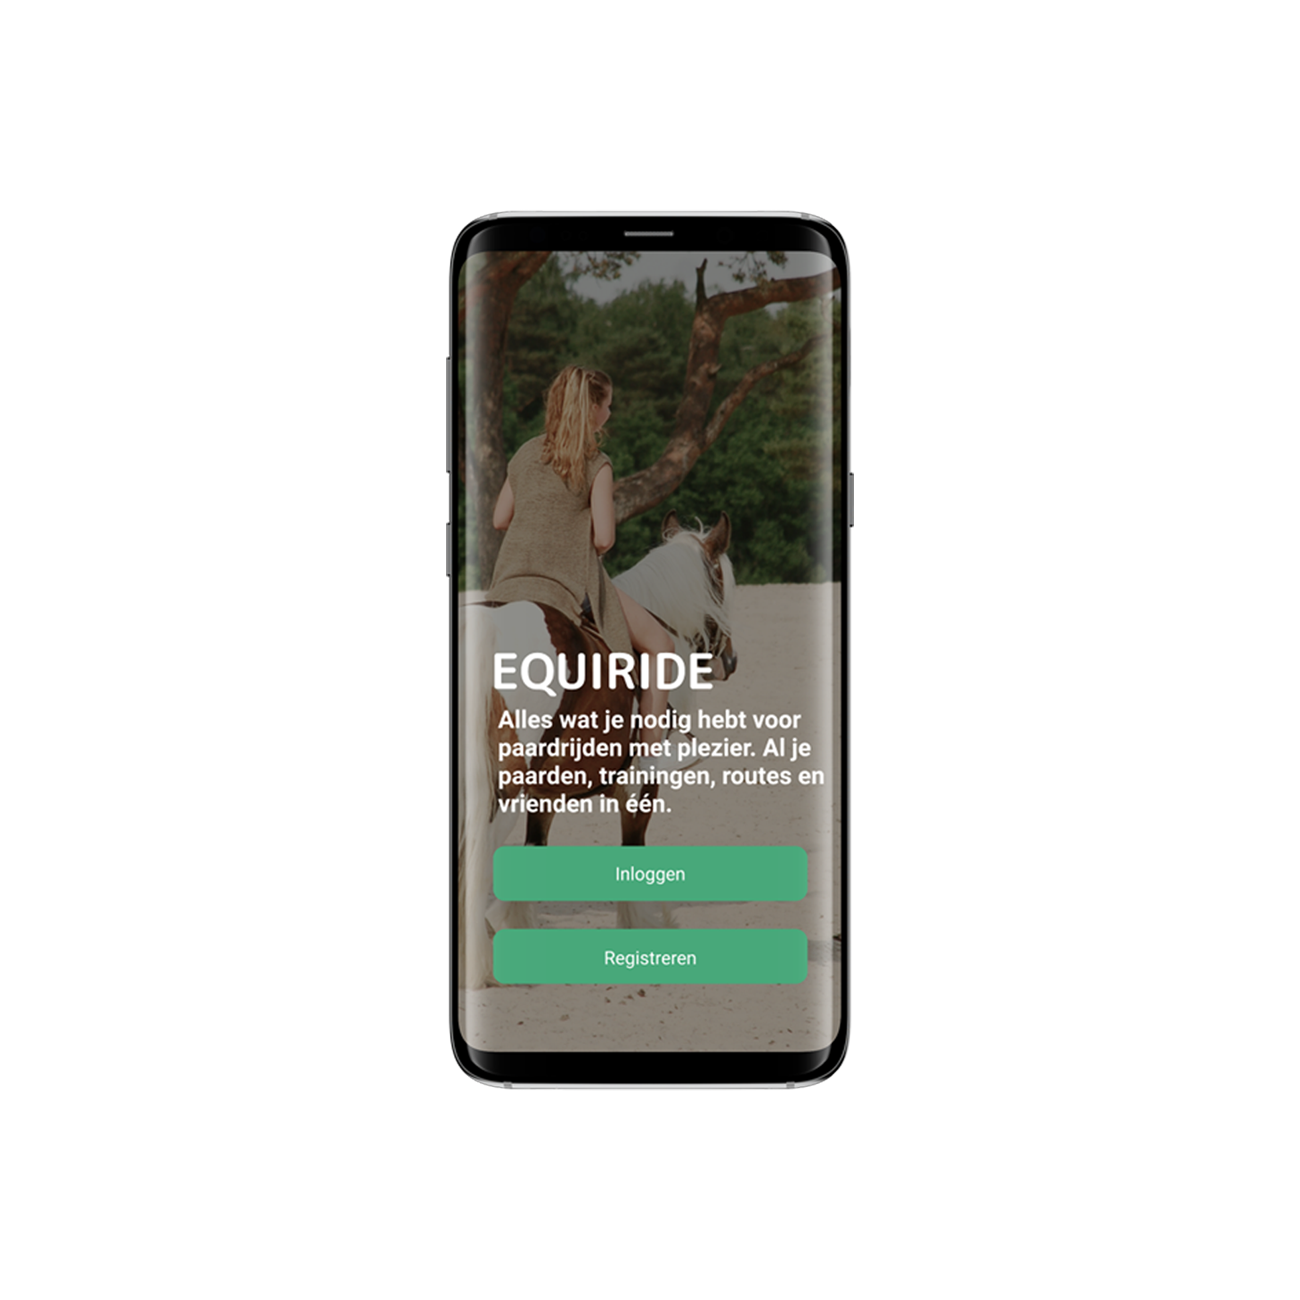 EQUIRIDE
Alles wat je nodig hebt voor
paardrijden met plezier. Al je
paarden, trainingen, routes en
vrienden in één.
Inloggen
Registreren